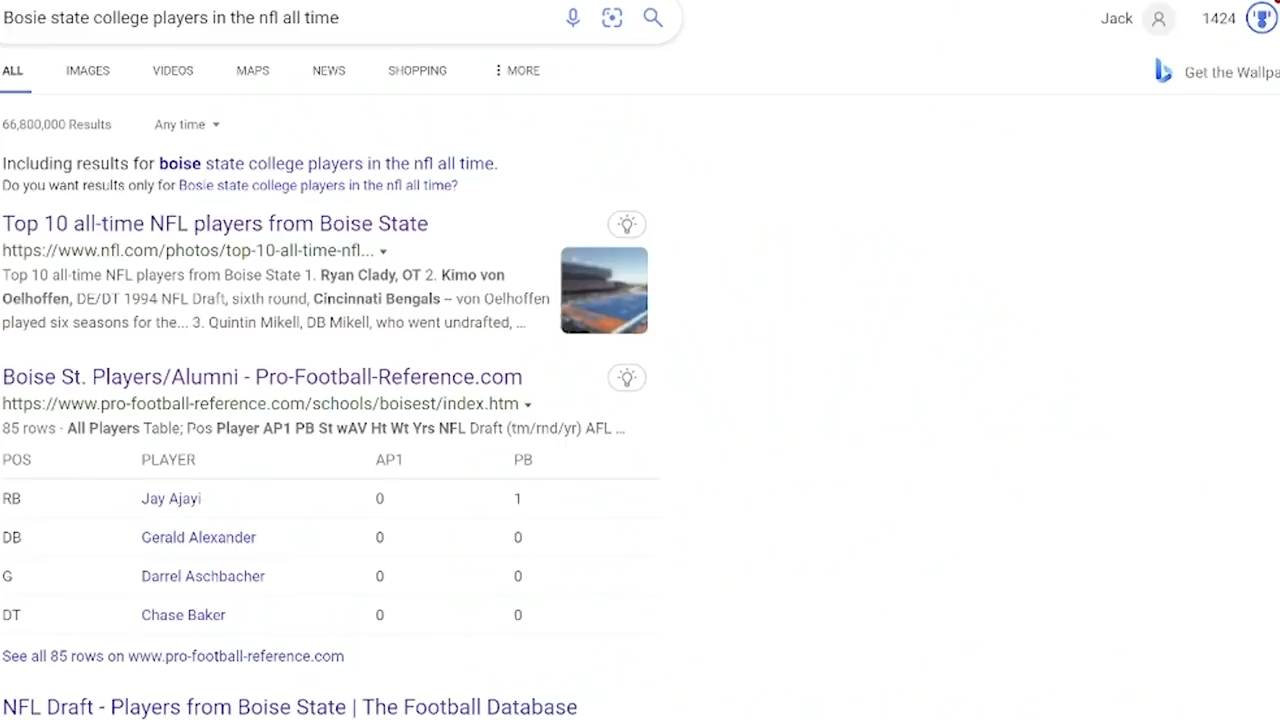 Bosie state college players in the nfl all time
Jack 1424
ALL IMAGES VIDEOS MAPS NEWS SHOPPING MORE
Get the Wallpa
66,800,000 Results Any time
Including results for boise state college players in the nfl all time.
Do you want results only for Bosie state college players in the nfl all time?
Top 10 all-time NFL players from Boise State
https://www.nfl.com/photos/top-10-all-time-nfl...
Top 10 all-time NFL players from Boise State 1. Ryan Clady, OT 2. Kimo von
Oelhoffen, DE/DT 1994 NFL Draft, sixth round, Cincinnati Bengals -- von Oelhoffen
played six seasons for the... 3. Quintin Mikell, DB Mikell, who went undrafted, ...
Boise St. Players/Alumni - Pro-Football-Reference.com
https://www.pro-football-reference.com/schools/boisest/index.htm
85 rows · All Players Table; Pos Player AP1 PB St wAV Ht Wt Yrs NFL Draft (tm/rnd/yr) AFL ...
POS PLAYER AP1 PB
RB Jay Ajayi 0 1
DB Gerald Alexander 0 0
G Darrel Aschbacher 0 0
DT Chase Baker 0 0
See all 85 rows on www.pro-football-reference.com
NFL Draft - Players from Boise State | The Football Database